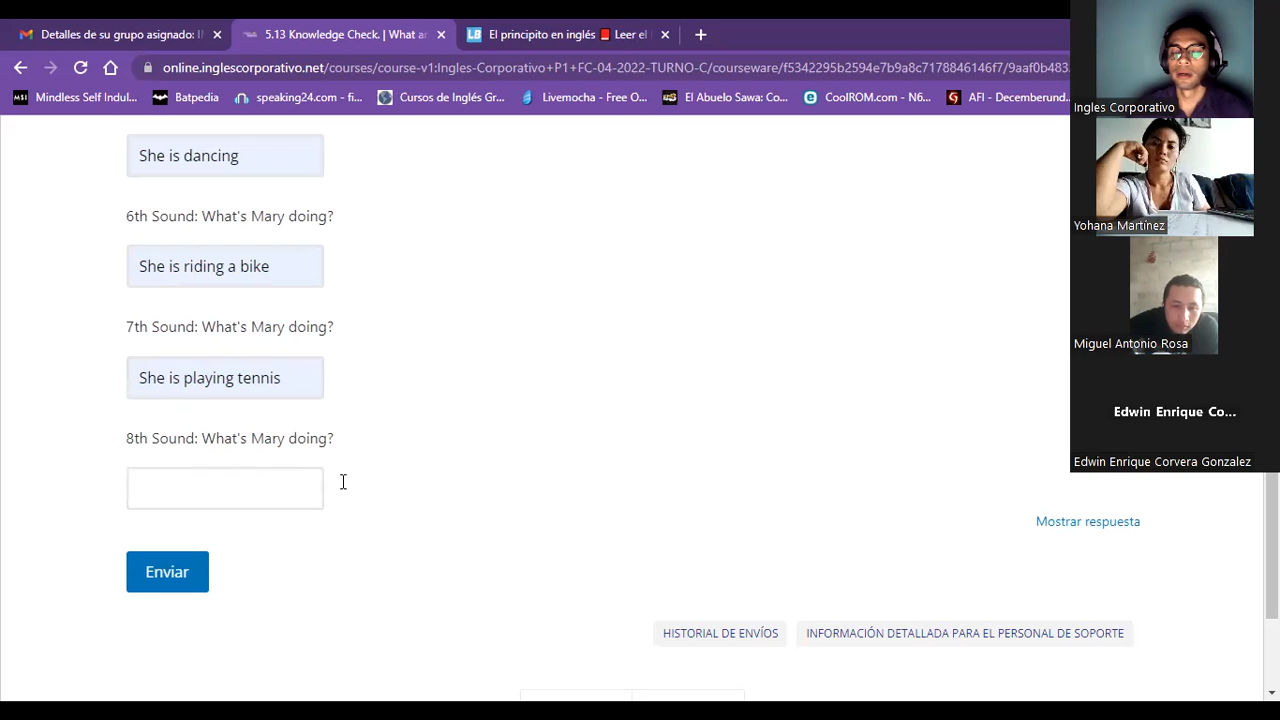 Detalles de su grupo asignado: I
5.13 Knowledge Check. | What ar
El principito en inglés 📕 Leer el
online.inglescorporativo.net/courses/course-v1:Ingles-Corporativo+P1+FC-04-2022-TURNO-C/courseware/f5342295b2594e7b9a8c7178846146f7/9aaf0b483
Mindless Self Indul...
Batpedia
speaking24.com - fi...
Cursos de Inglés Gr...
Livemocha - Free O...
El Abuelo Sawa: Co...
CoolROM.com - N6...
AFI - Decemberund...
She is dancing
6th Sound: What's Mary doing?
She is riding a bike
7th Sound: What's Mary doing?
She is playing tennis
8th Sound: What's Mary doing?
Mostrar respuesta
Enviar
HISTORIAL DE ENVÍOS
INFORMACIÓN DETALLADA PARA EL PERSONAL DE SOPORTE
Ingles Corporativo
Yohana Martínez
Miguel Antonio Rosa
Edwin Enrique Co...
Edwin Enrique Corvera Gonzalez